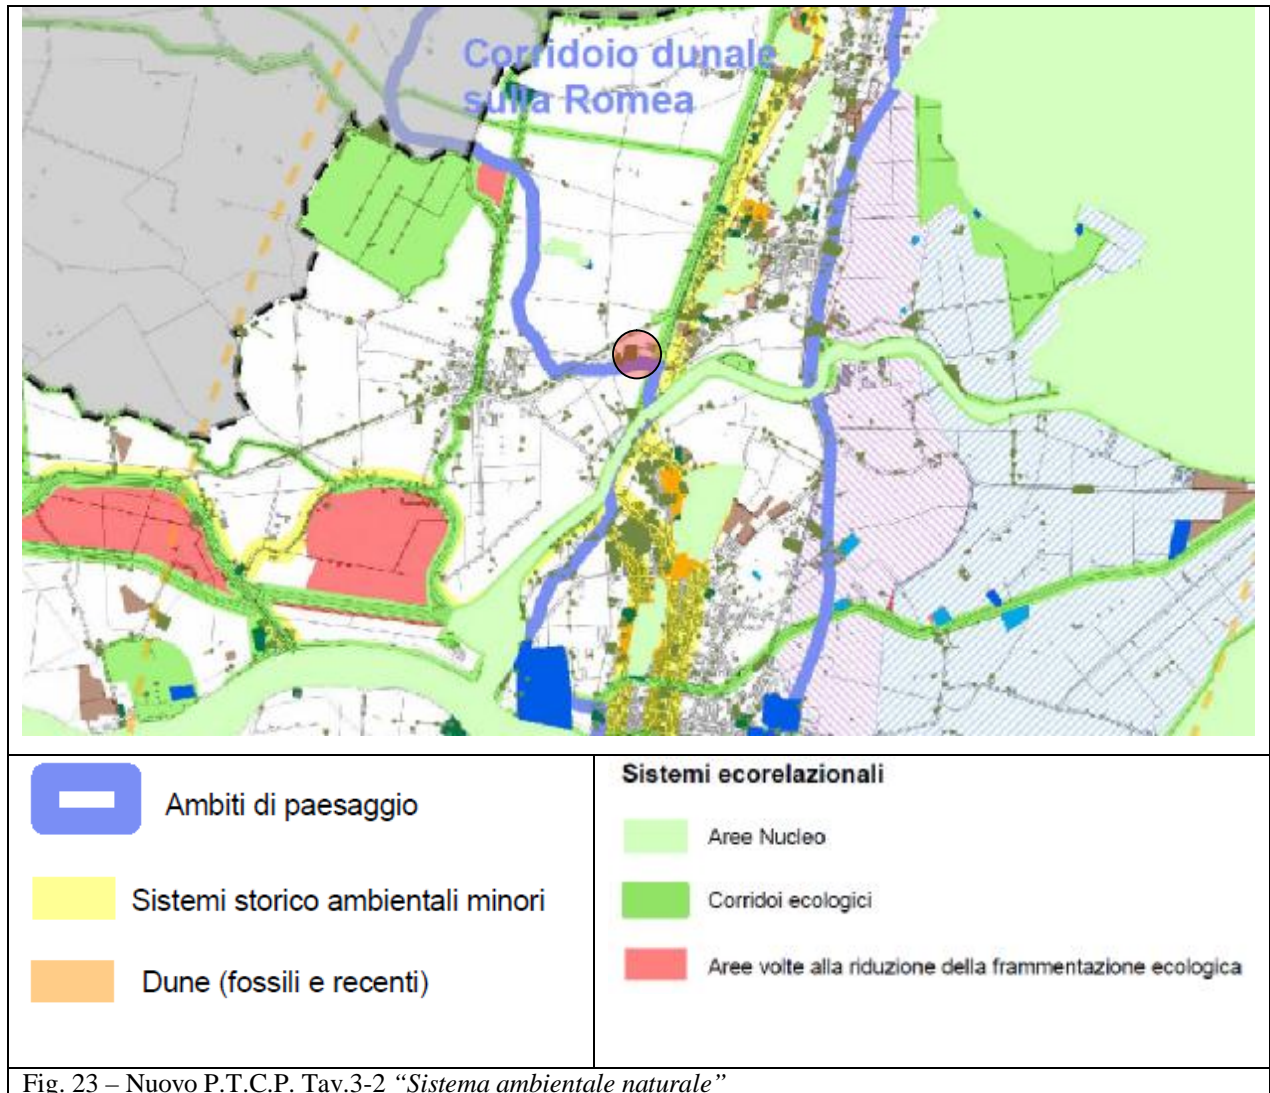 Corridoio dunale
sulla Romea
Ambiti di paesaggio
Sistemi storico ambientali minori
Dune (fossili e recenti)
Sistemi ecorelazionali
Aree Nucleo
Corridoi ecologici
Aree volte alla riduzione della frammentazione ecologica
Fig. 23 – Nuovo P.T.C.P. Tav.3-2 “Sistema ambientale naturale”